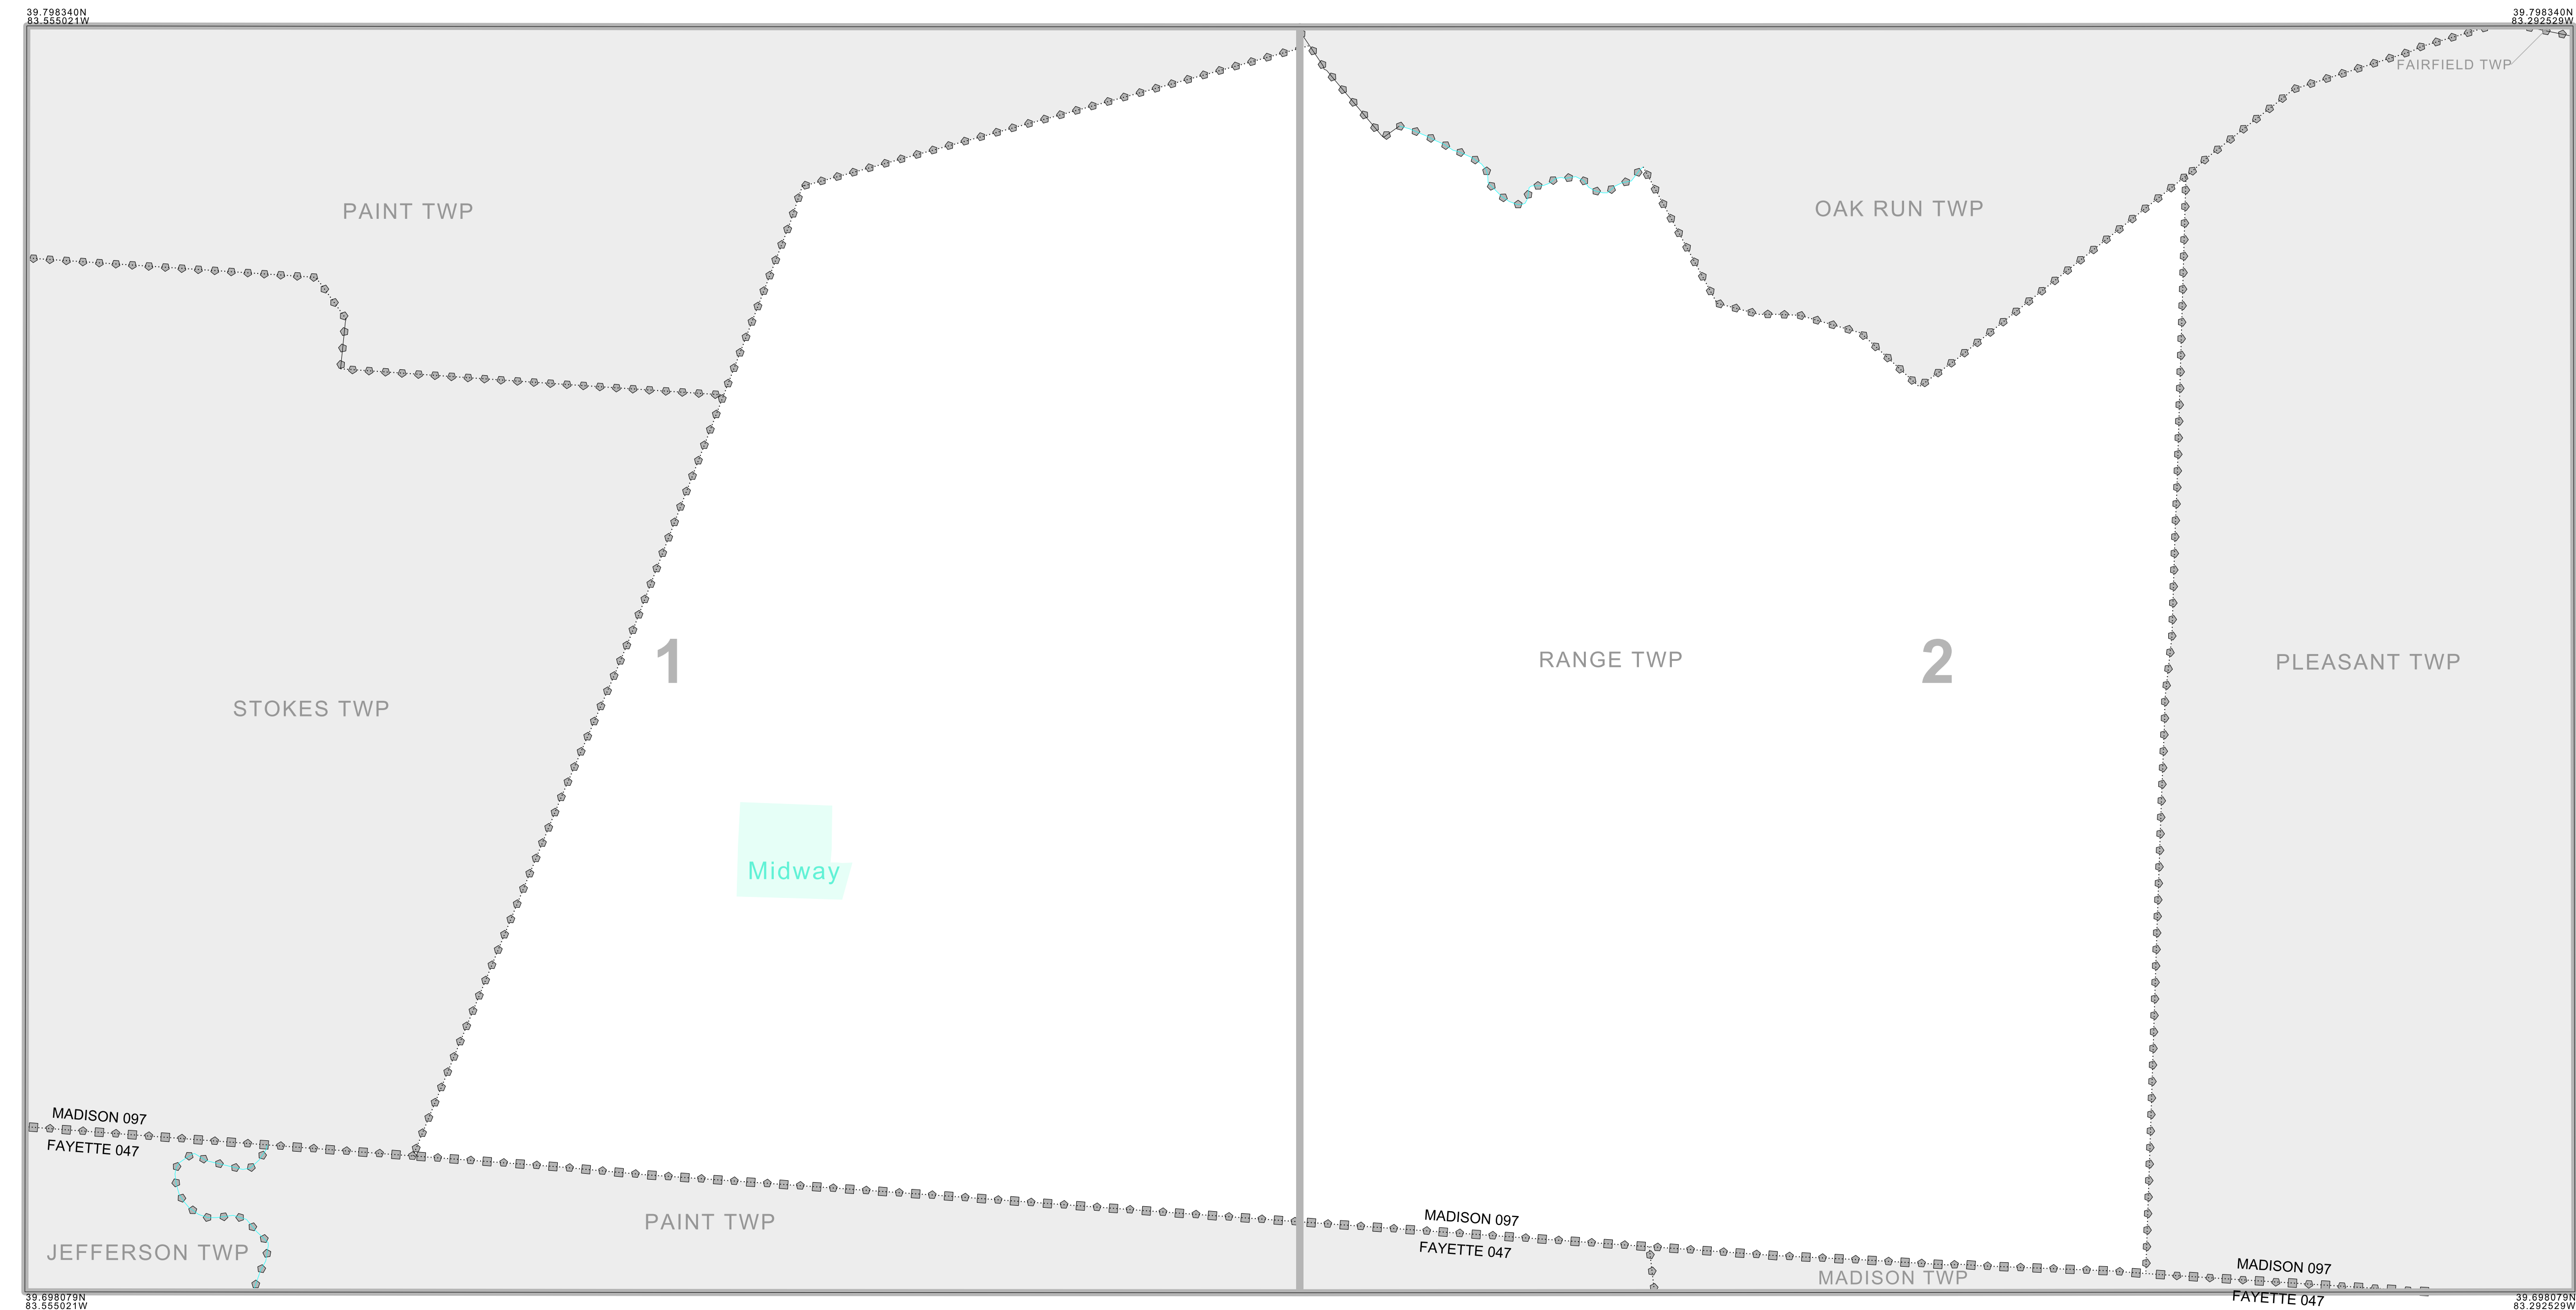 39.798340N
83.555021W
39.798340N
83.292529W
FAIRFIELD TWP
PAINT TWP
OAK RUN TWP
1
RANGE TWP
2
PLEASANT TWP
STOKES TWP
Midway
MADISON 097
FAYETTE 047
PAINT TWP
MADISON 097
FAYETTE 047
JEFFERSON TWP
MADISON TWP
MADISON 097
FAYETTE 047
39.698079N
83.555021W
39.698079N
83.292529W